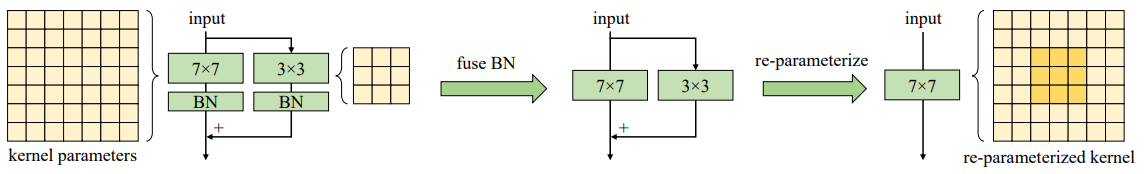 input
7×7
3×3
BN
BN
+
kernel parameters
fuse BN
input
7×7
3×3
+
re-parameterize
input
7×7
re-parameterized kernel